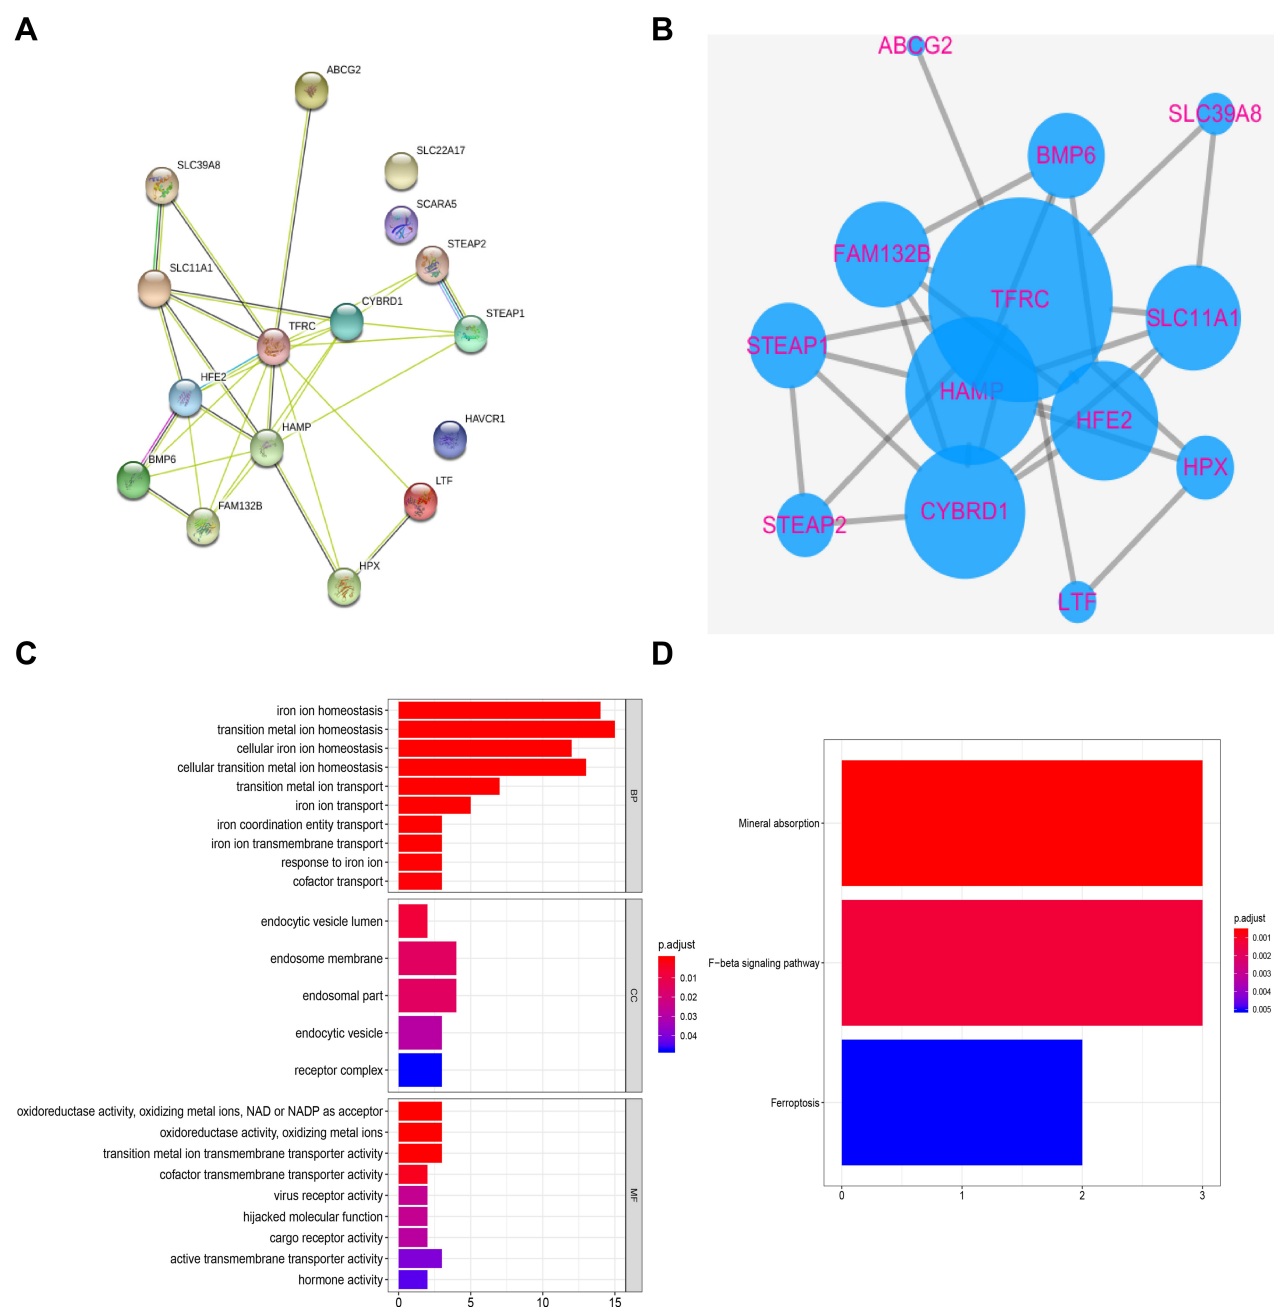 A
ABCG2
SLC22A17
SLC39A8
SCARA5
STEAP2
SLC11A1
CYBRD1
STEAP1
TFRC
HFE2
HAVCR1
HAMP
BMP6
LTF
FAM132B
HPX
B
ABCG2
SLC39A8
BMP6
FAM132B
TFRC
SLC11A1
STEAP1
HAMP
HFE2
HPX
CYBRD1
STEAP2
LTF
C
iron ion homeostasis
transition metal ion homeostasis
cellular iron ion homeostasis
cellular transition metal ion homeostasis
transition metal ion transport
iron ion transport
iron coordination entity transport
iron ion transmembrane transport
response to iron ion
cofactor transport
BP
endocytic vesicle lumen
endosome membrane
endosomal part
endocytic vesicle
receptor complex
CC
oxidoreductase activity, oxidizing metal ions, NAD or NADP as acceptor
oxidoreductase activity, oxidizing metal ions
transition metal ion transmembrane transporter activity
cofactor transmembrane transporter activity
virus receptor activity
hijacked molecular function
cargo receptor activity
active transmembrane transporter activity
hormone activity
MF
0 5 10 15
p.adjust
0.01
0.02
0.03
0.04
D
Mineral absorption
F-beta signaling pathway
Ferroptosis
0 1 2 3
p.adjust
0.001
0.002
0.003
0.004
0.005